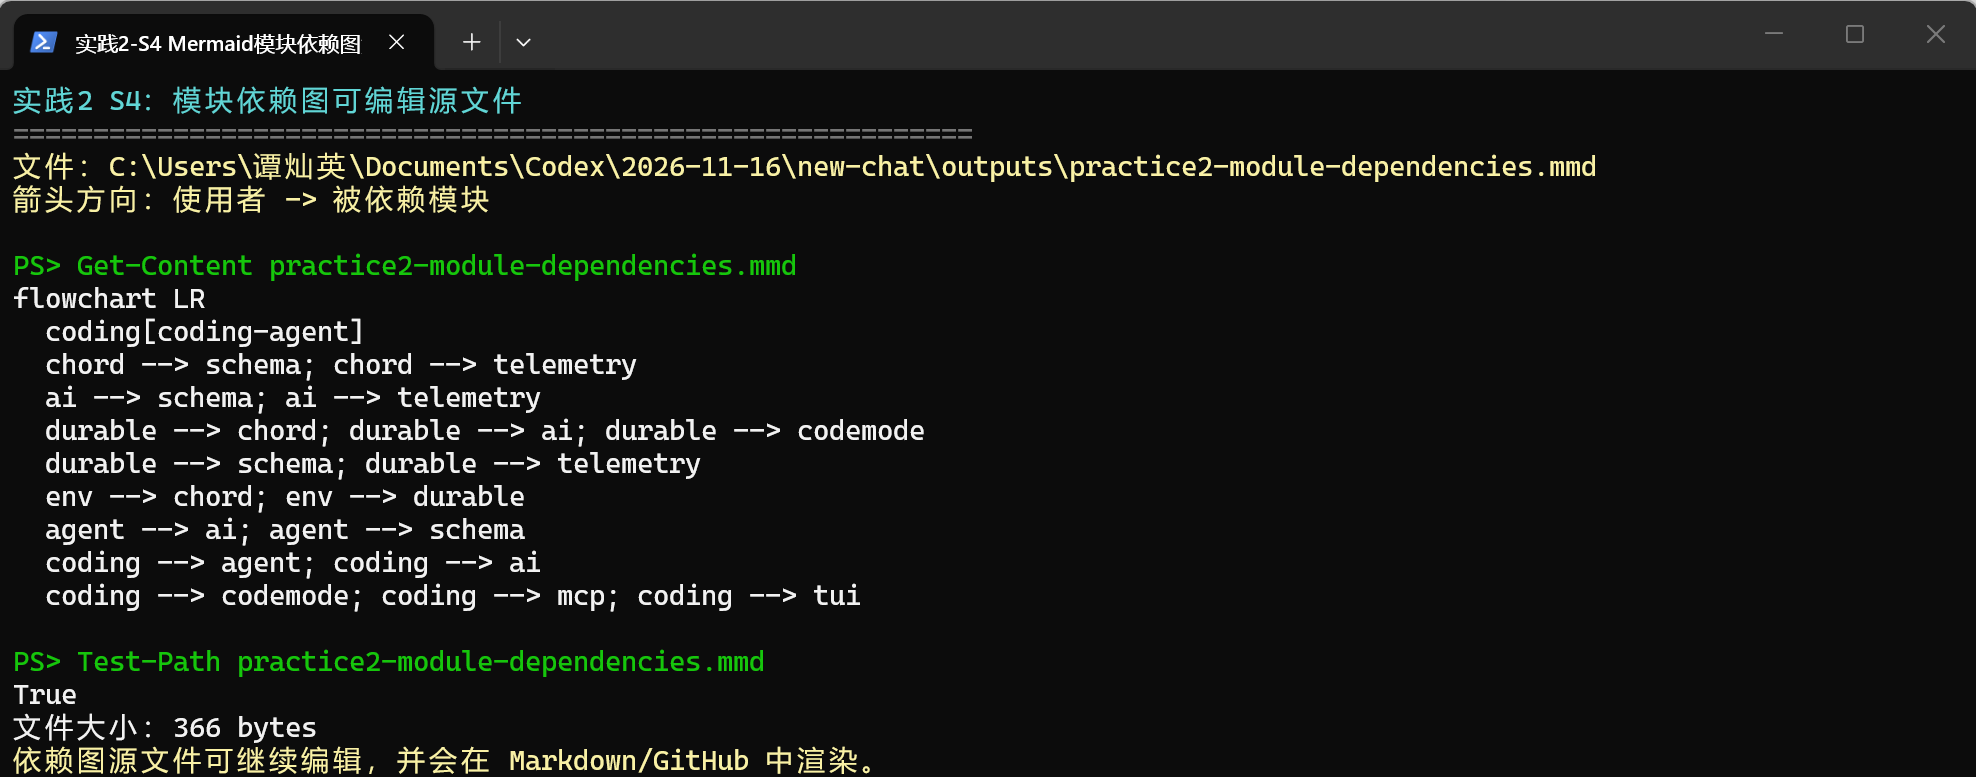 实践2-S4 Mermaid模块依赖图
实践2 S4: 模块依赖图可编辑源文件
============================================================
文件: C:\Users\谭灿英\Documents\Codex\2026-11-16\new-chat\outputs\practice2-module-dependencies.mmd
箭头方向: 使用者 -> 被依赖模块
PS> Get-Content practice2-module-dependencies.mmd
flowchart LR
  coding[coding-agent]
  chord --> schema; chord --> telemetry
  ai --> schema; ai --> telemetry
  durable --> chord; durable --> ai; durable --> codemode
  durable --> schema; durable --> telemetry
  env --> chord; env --> durable
  agent --> ai; agent --> schema
  coding --> agent; coding --> ai
  coding --> codemode; coding --> mcp; coding --> tui
PS> Test-Path practice2-module-dependencies.mmd
True
文件大小: 366 bytes
依赖图源文件可继续编辑, 并会在 Markdown/GitHub 中渲染。